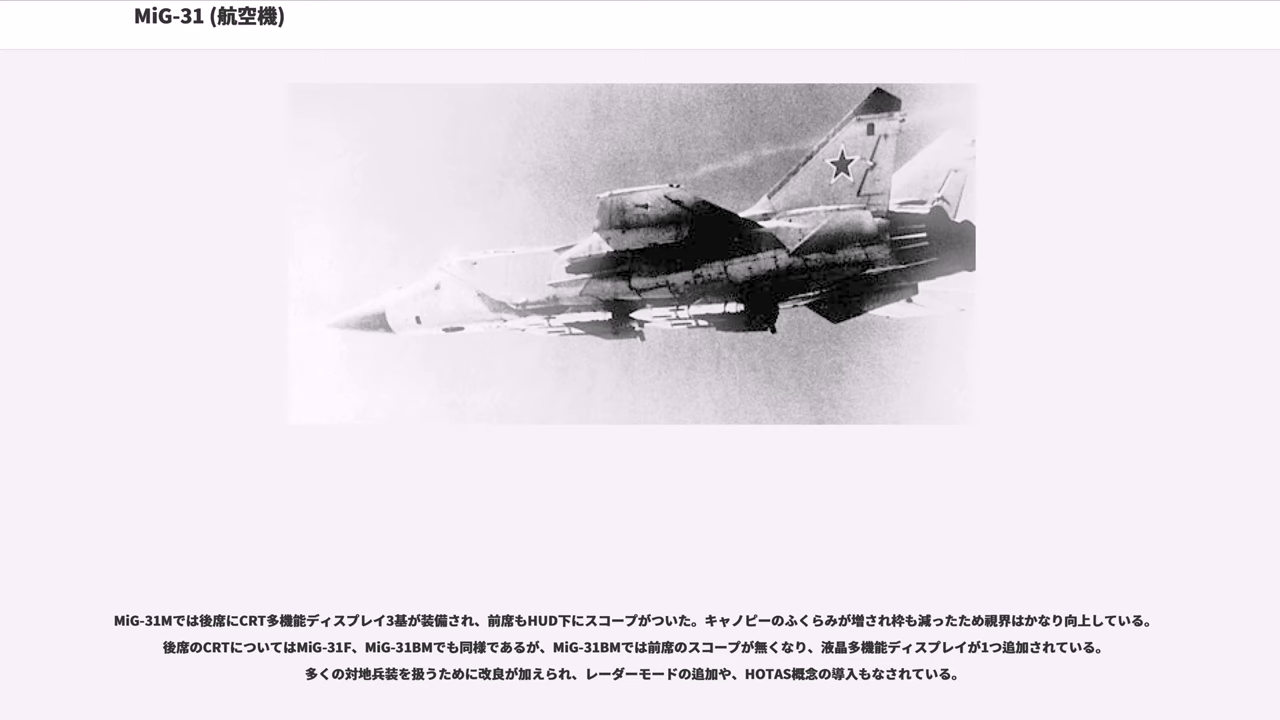 MiG-31 (航空機)
MiG-31Mでは後席にCRT多機能ディスプレイ3基が装備され、前席もHUD下にスコープがついた。キャノピーのふくらみが増され枠も減ったため視界はかなり向上している。
後席のCRTについてはMiG-31F、MiG-31BMでも同様であるが、MiG-31BMでは前席のスコープが無くなり、液晶多機能ディスプレイが1つ追加されている。
多くの対地兵装を扱うために改良が加えられ、レーダーモードの追加や、HOTAS概念の導入もなされている。